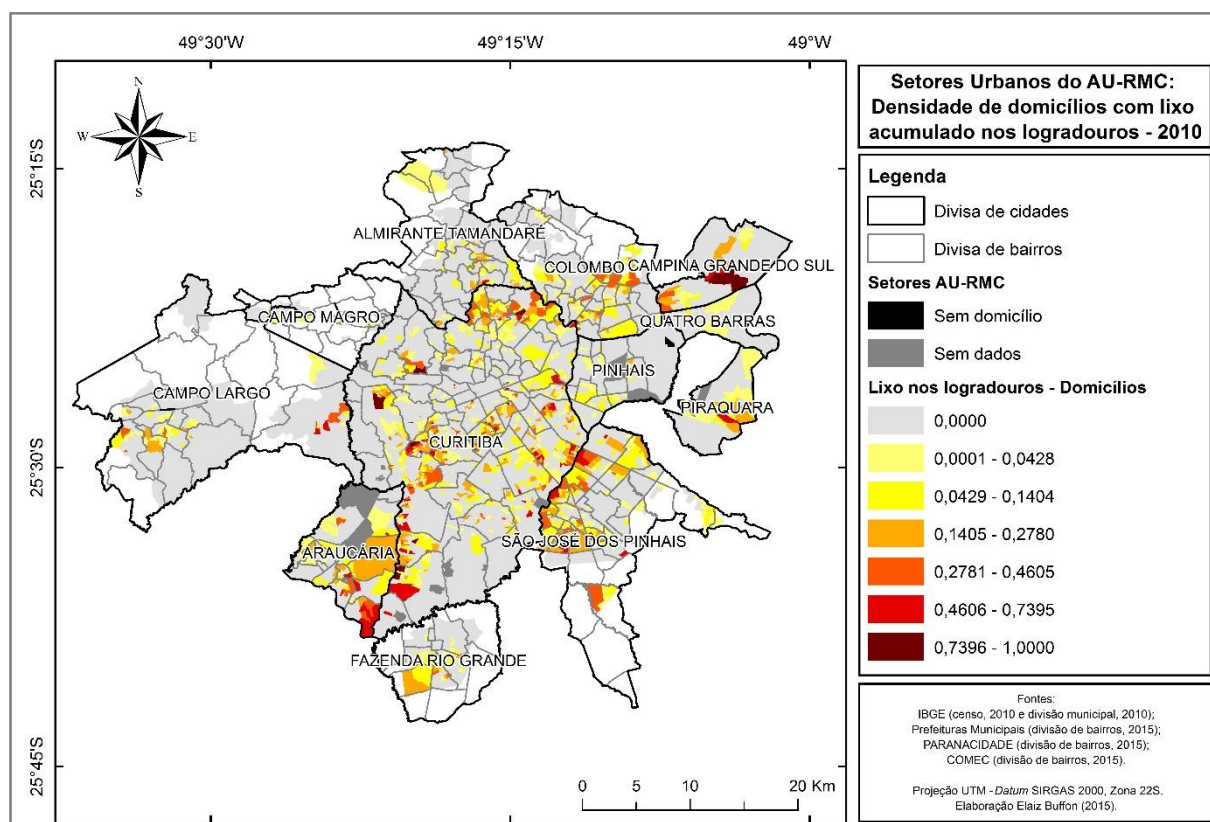 49°30'W
49°15'W
49°W
25°15'S
25°30'S
25°45'S
N
W
E
S
ALMIRANTE TAMANDARÉ
COLOMBO
CAMPINA GRANDE DO SUL
CAMPO MAGRO
QUATRO BARRAS
PINHAIS
CAMPO LARGO
PIRAQUARA
CURITIBA
SÃO JOSÉ DOS PINHAIS
ARAUCÁRIA
FAZENDA RIO GRANDE
0 5 10 20 Km
Setores Urbanos do AU-RMC:
Densidade de domicílios com lixo
acumulado nos logradouros - 2010
Legenda
Divisa de cidades
Divisa de bairros
Setores AU-RMC
Sem domicílio
Sem dados
Lixo nos logradouros - Domicílios
0,0000
0,0001 - 0,0428
0,0429 - 0,1404
0,1405 - 0,2780
0,2781 - 0,4605
0,4606 - 0,7395
0,7396 - 1,0000
Fontes:
IBGE (censo, 2010 e divisão municipal, 2010);
Prefeituras Municipais (divisão de bairros, 2015);
PARANACIDADE (divisão de bairros, 2015);
COMEC (divisão de bairros, 2015).
Projeção UTM - Datum SIRGAS 2000, Zona 22S.
Elaboração Elaiz Buffon (2015).